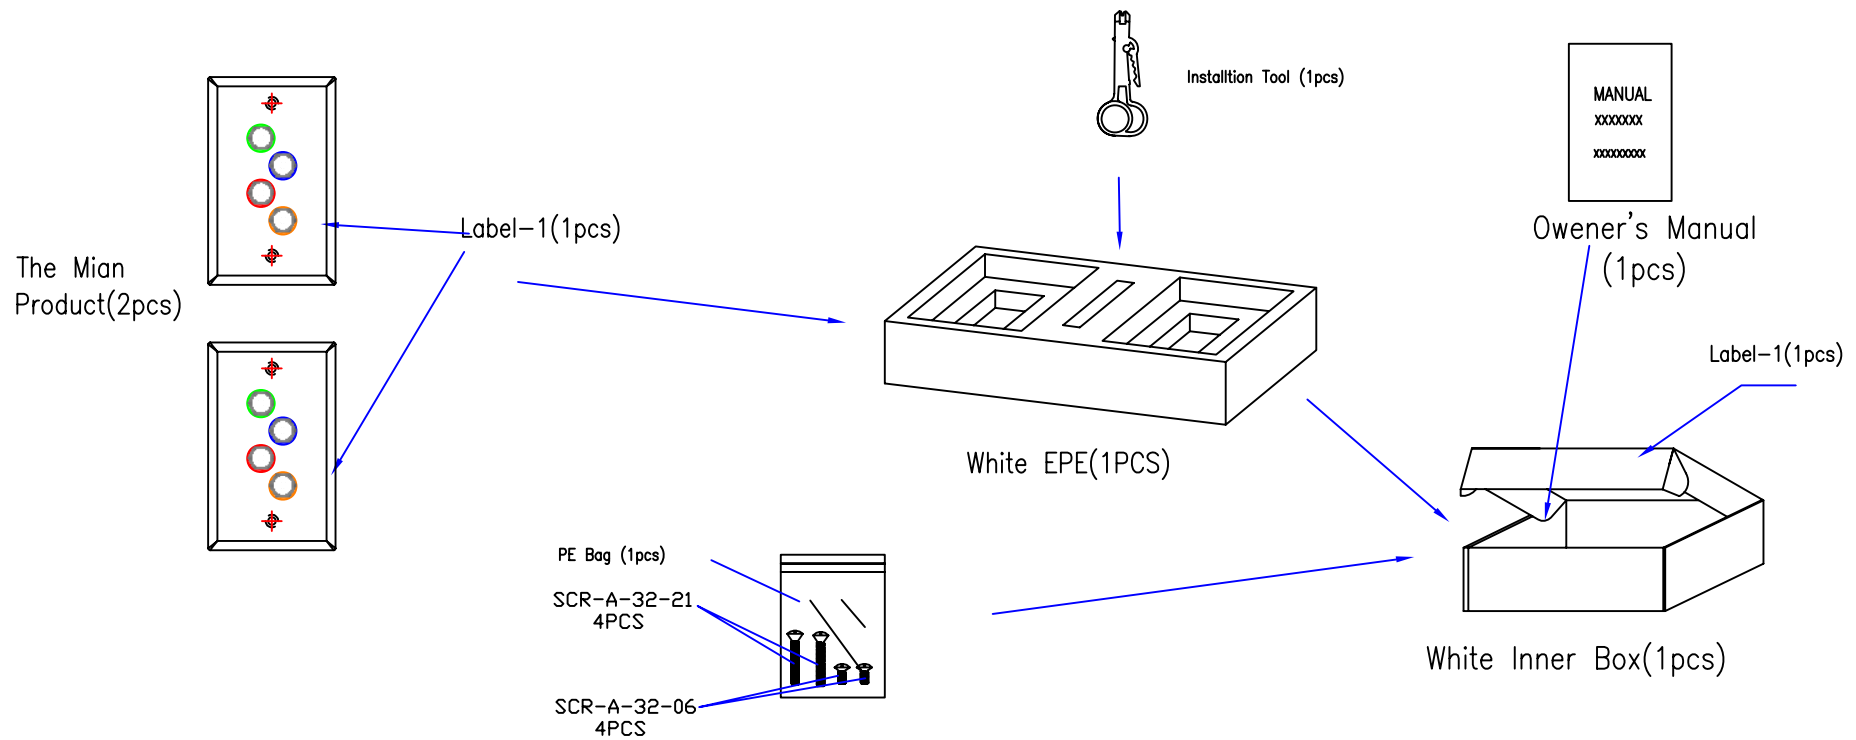 Installtion Tool (1pcs)
MANUAL
xxxxxxx
xxxxxxxxx
Owener's Manual
(1pcs)
Label-1(1pcs)
The Mian
Product(2pcs)
Label-1(1pcs)
White EPE(1PCS)
PE Bag (1pcs)
SCR-A-32-21
4PCS
SCR-A-32-06
4PCS
White Inner Box(1pcs)